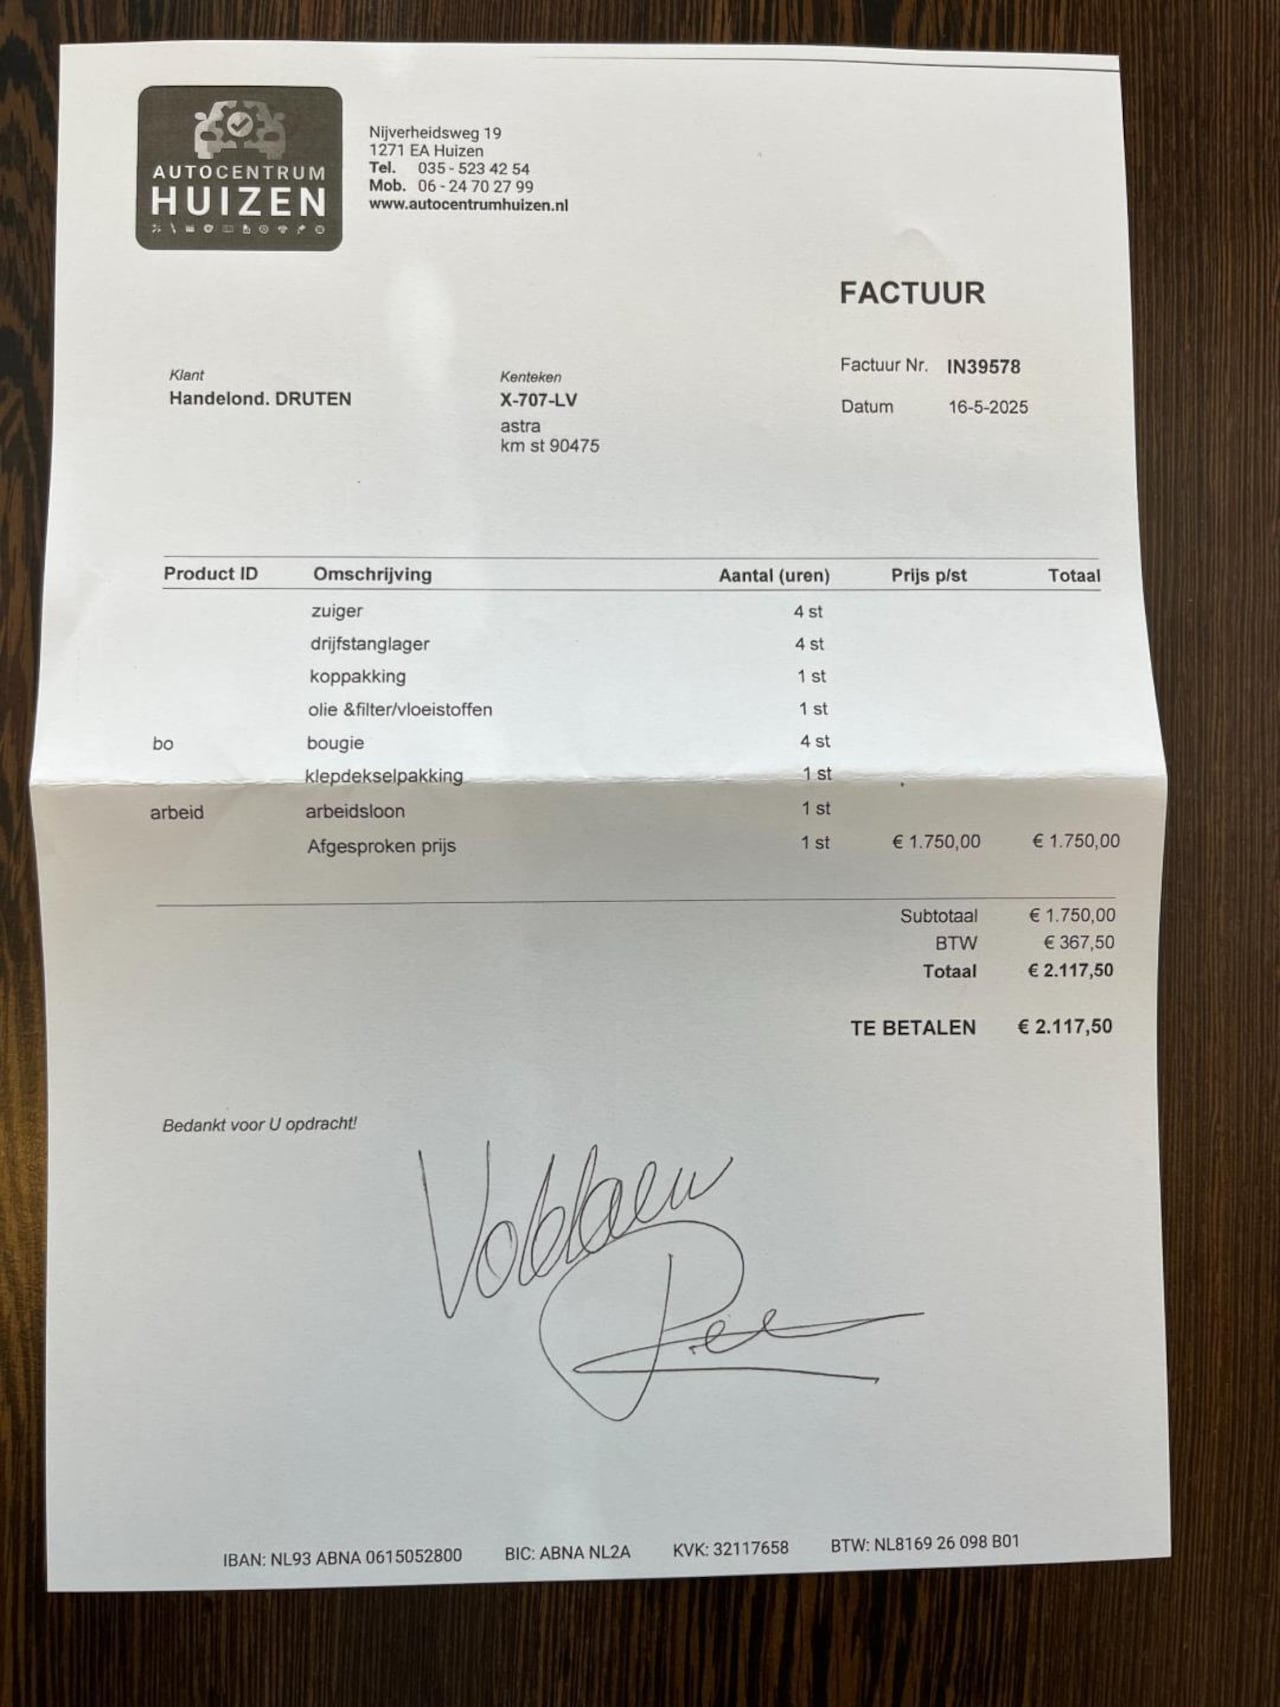 AUTOCENTRUM
HUIZEN
Nijverheidsweg 19
1271 EA Huizen
Tel. 035 - 523 42 54
Mob. 06 - 24 70 27 99
www.autocentrumhuizen.nl
FACTUUR
Factuur Nr. IN39578
Datum 16-5-2025
Klant
Handelond. DRUTEN
Kenteken
X-707-LV
astra
km st 90475
Product ID Omschrijving Aantal (uren) Prijs p/st Totaal
zuiger 4 st
drijfstanglager 4 st
koppakking 1 st
olie &filter/vloeistoffen 1 st
bo bougie 4 st
klepdekselpakking 1 st
arbeid arbeidsloon 1 st
Afgesproken prijs 1 st € 1.750,00 € 1.750,00
Subtotaal € 1.750,00
BTW € 367,50
Totaal € 2.117,50
TE BETALEN € 2.117,50
Bedankt voor U opdracht!
IBAN: NL93 ABNA 0615052800 BIC: ABNA NL2A KVK: 32117658 BTW: NL8169 26 098 B01